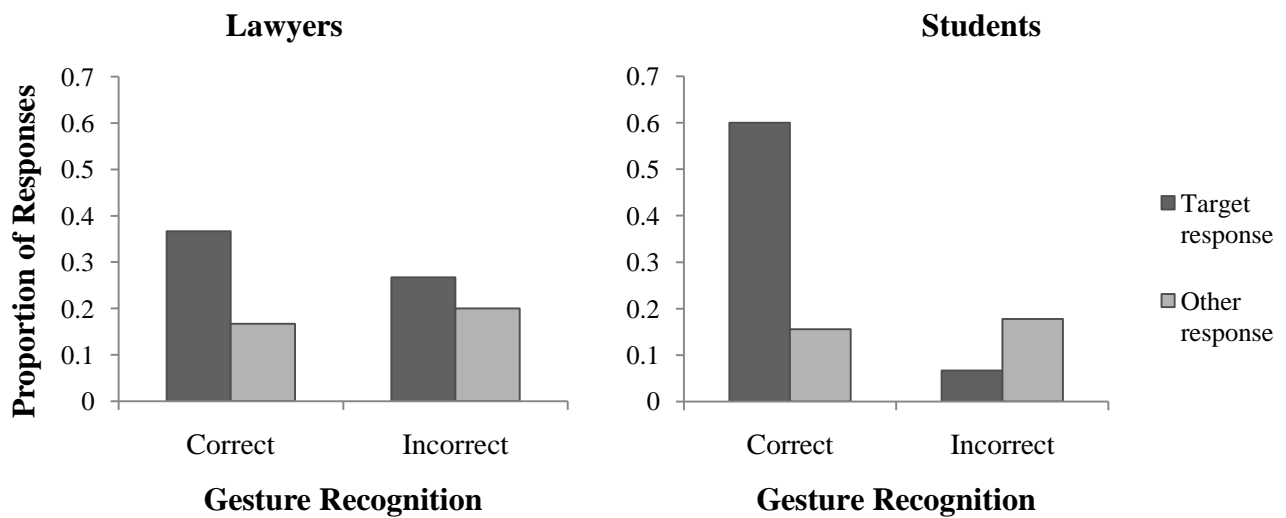 Lawyers
Proportion of Responses
0.7
0.6
0.5
0.4
0.3
0.2
0.1
0
Correct Incorrect
Gesture Recognition
Students
0.7
0.6
0.5
0.4
0.3
0.2
0.1
0
Correct Incorrect
Gesture Recognition
Target
response
Other
response